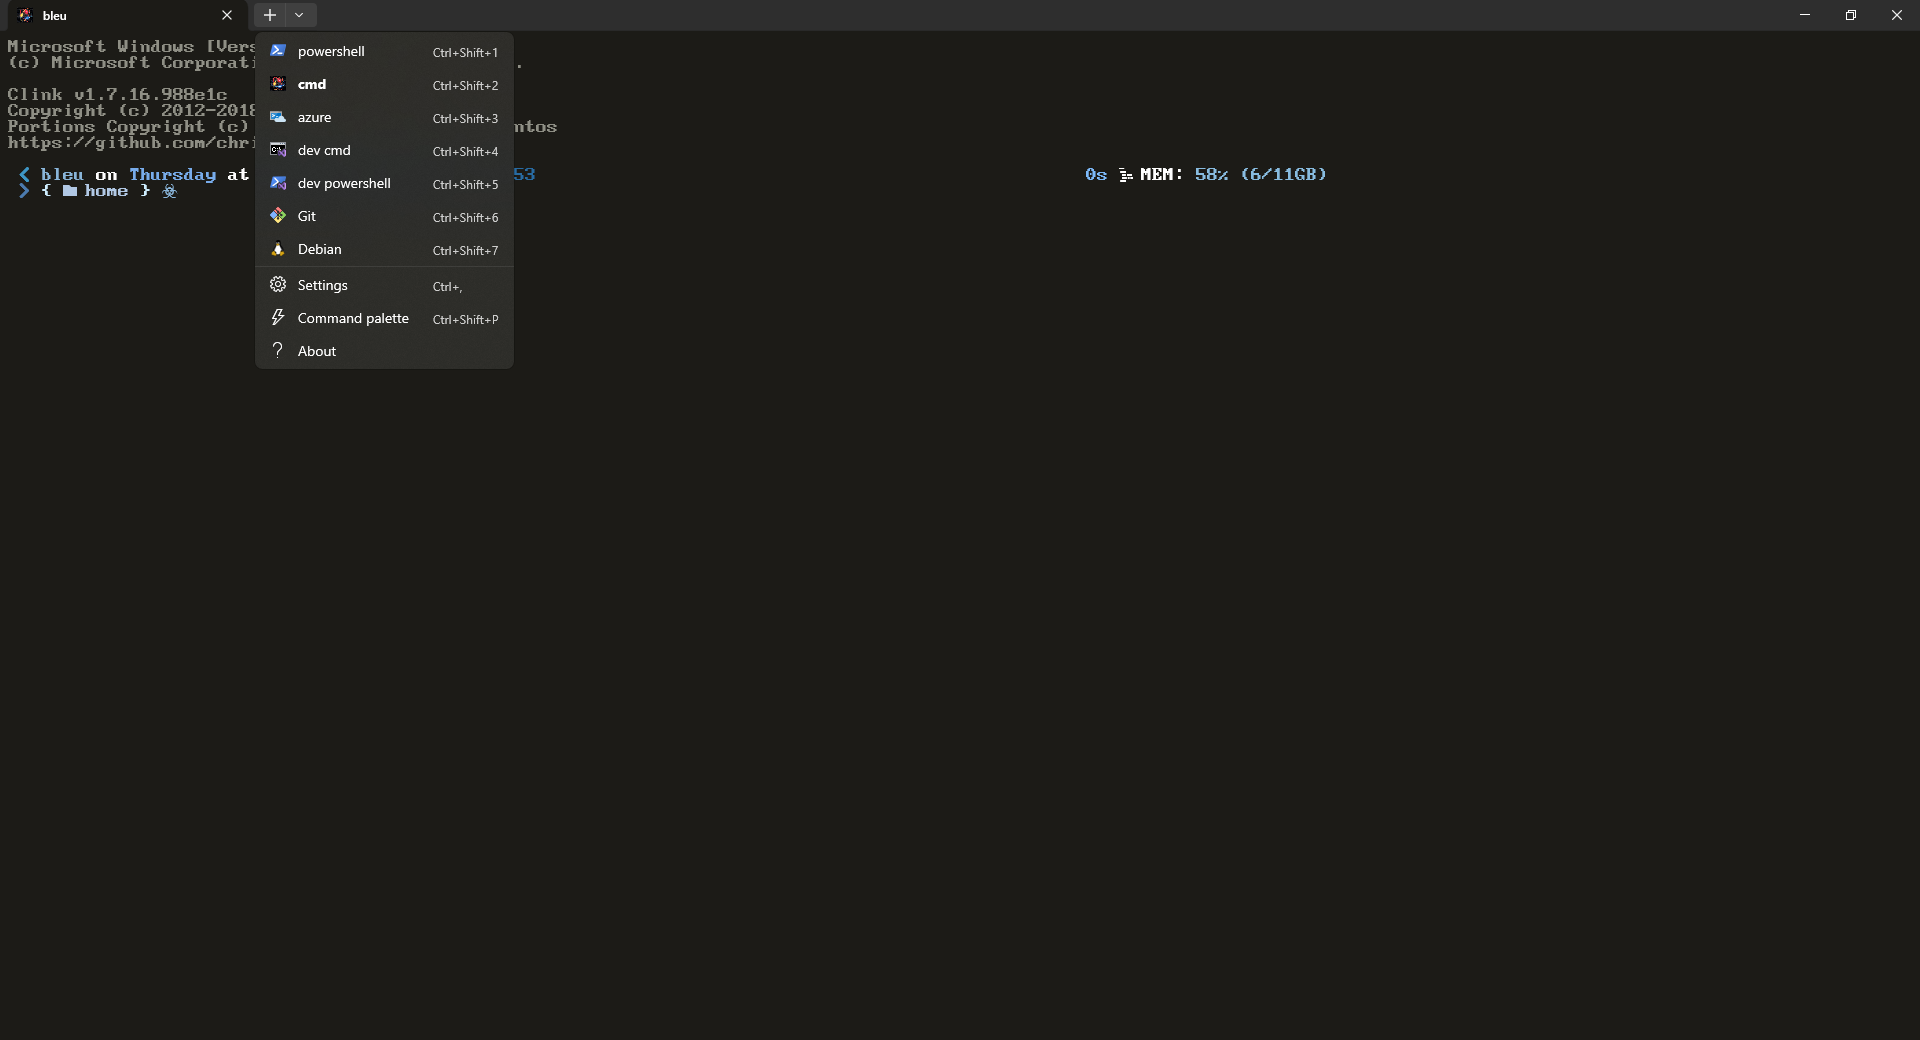 bleu
Microsoft Windows [Vers
(c) Microsoft Corporati .
Clink v1.7.16.988e1c
Copyright (c) 2012-2018
Portions Copyright (c) ntos
https://github.com/chri
bleu on Thursday at 53 0s MEM: 58% (6/11GB)
{ home }
powershell Ctrl+Shift+1
cmd Ctrl+Shift+2
azure Ctrl+Shift+3
dev cmd Ctrl+Shift+4
dev powershell Ctrl+Shift+5
Git Ctrl+Shift+6
Debian Ctrl+Shift+7
Settings Ctrl+,
Command palette Ctrl+Shift+P
About